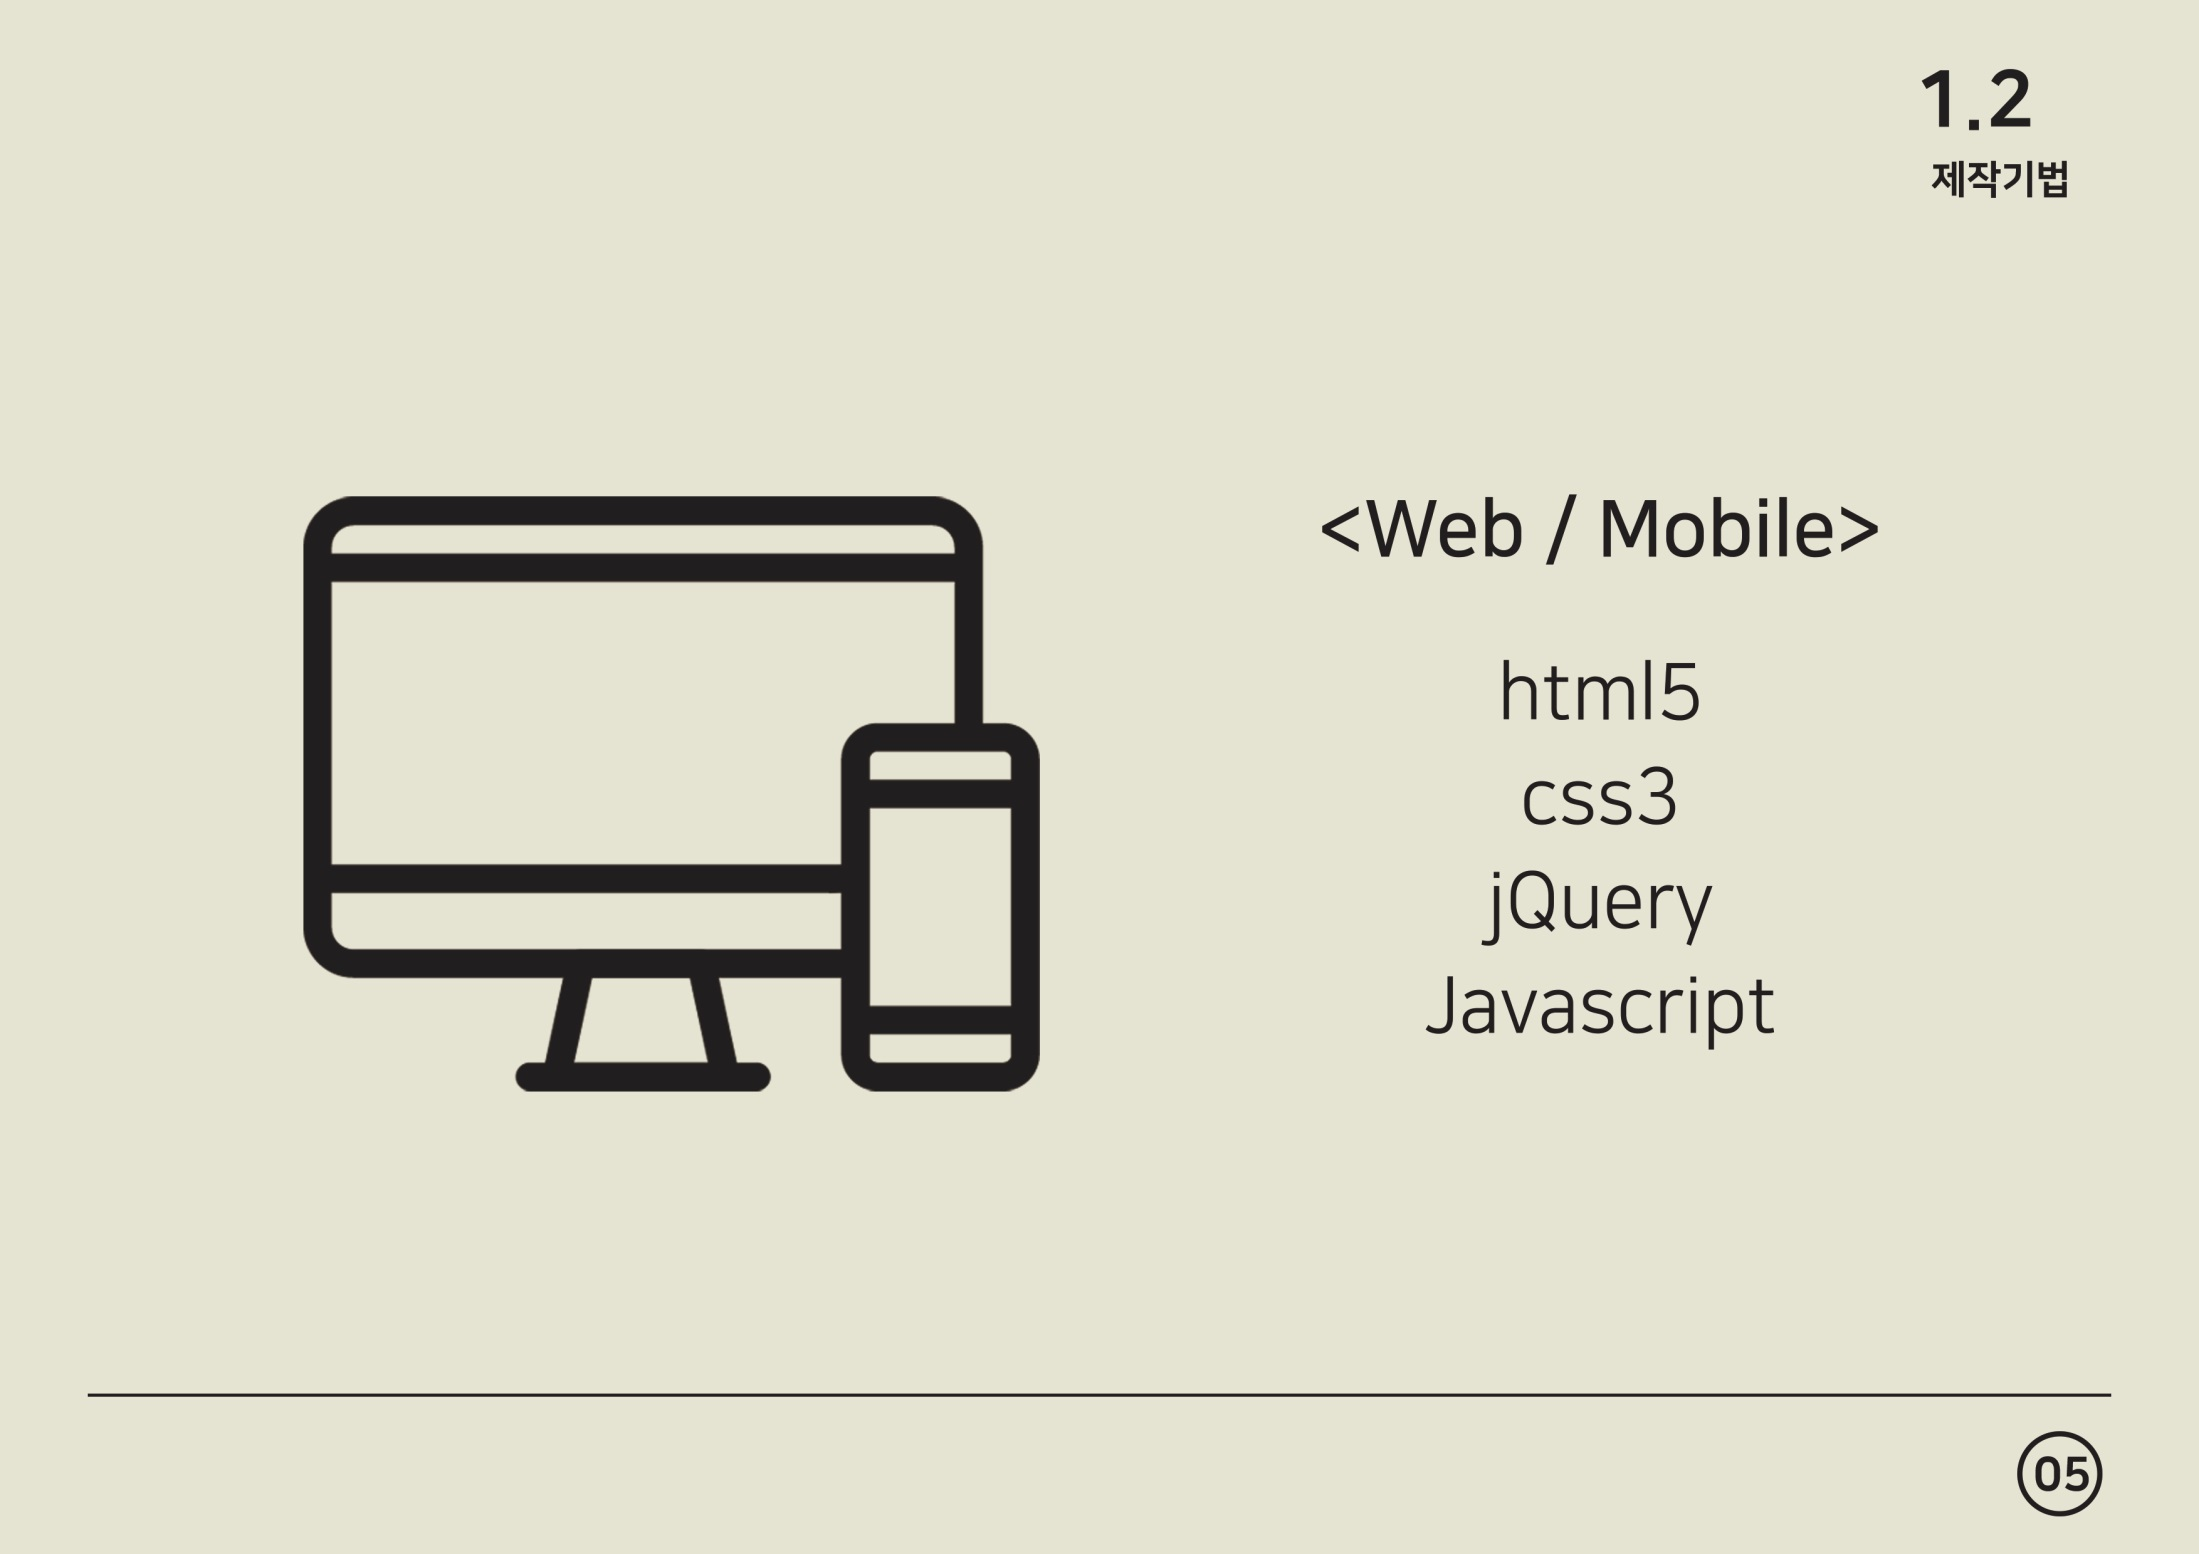 1.2
제작기법
<Web / Mobile>
html5
css3
jQuery
Javascript
05